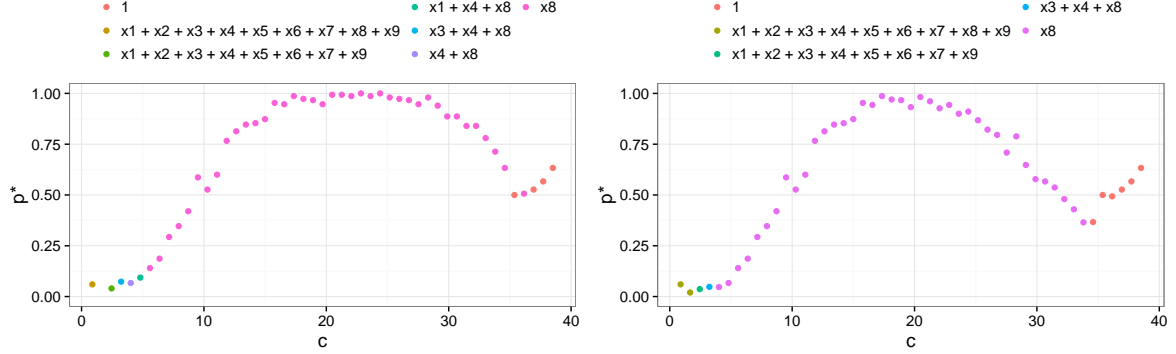 1 x1 + x4 + x8 x8
x1 + x2 + x3 + x4 + x5 + x6 + x7 + x8 + x9 x3 + x4 + x8
x1 + x2 + x3 + x4 + x5 + x6 + x7 + x9 x4 + x8
1.00
0.75
0.50
0.25
0.00
p*
0 10 20 30 40
c
1 x3 + x4 + x8
x1 + x2 + x3 + x4 + x5 + x6 + x7 + x8 + x9 x8
x1 + x2 + x3 + x4 + x5 + x6 + x7 + x9
1.00
0.75
0.50
0.25
0.00
p*
0 10 20 30 40
c